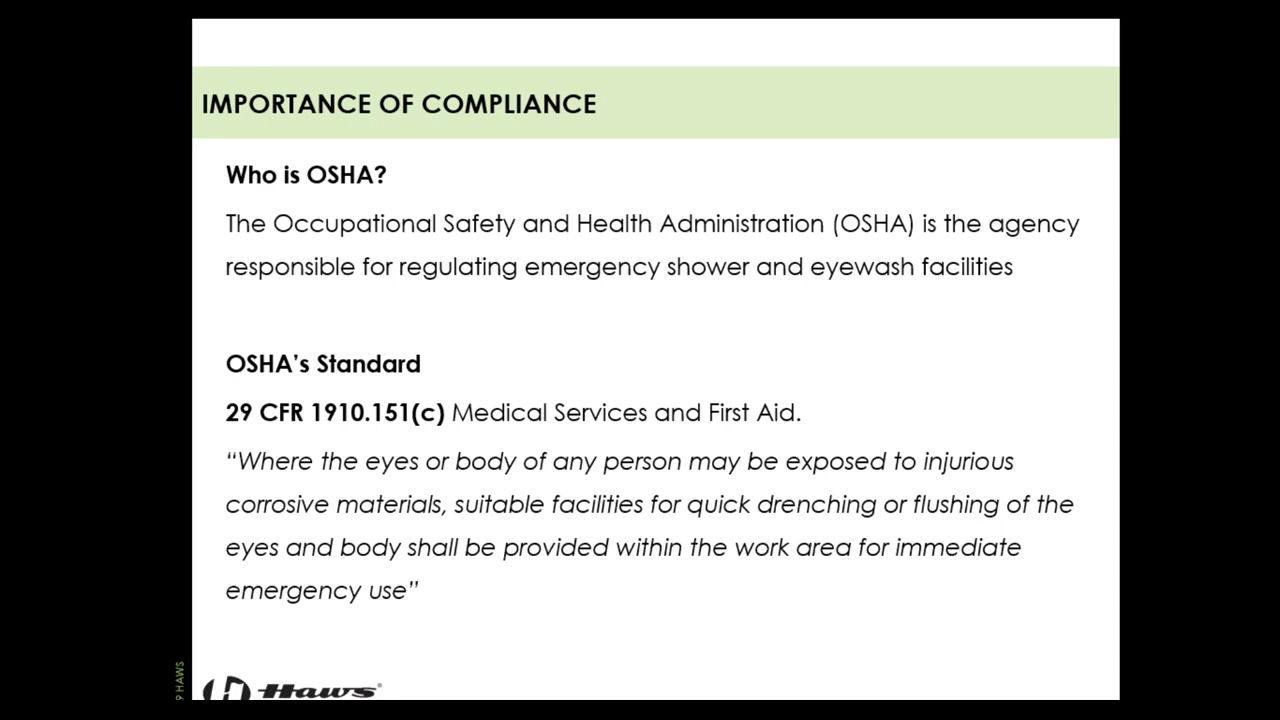 IMPORTANCE OF COMPLIANCE
Who is OSHA?
The Occupational Safety and Health Administration (OSHA) is the agency
responsible for regulating emergency shower and eyewash facilities
OSHA’s Standard
29 CFR 1910.151(c) Medical Services and First Aid.
“Where the eyes or body of any person may be exposed to injurious
corrosive materials, suitable facilities for quick drenching or flushing of the
eyes and body shall be provided within the work area for immediate
emergency use”
9 HAWS
Haws®